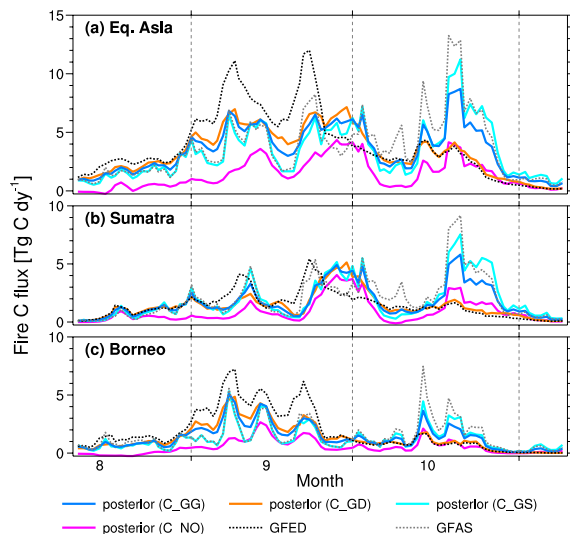 (a) Eq. Asia
15
10
5
0
(b) Sumatra
10
5
0
(c) Borneo
10
5
0
Fire C flux [Tg C dy-1]
8 9 10
Month
posterior (C_GG) posterior (C_GD) posterior (C_GS)
posterior (C_NO) GFED GFAS